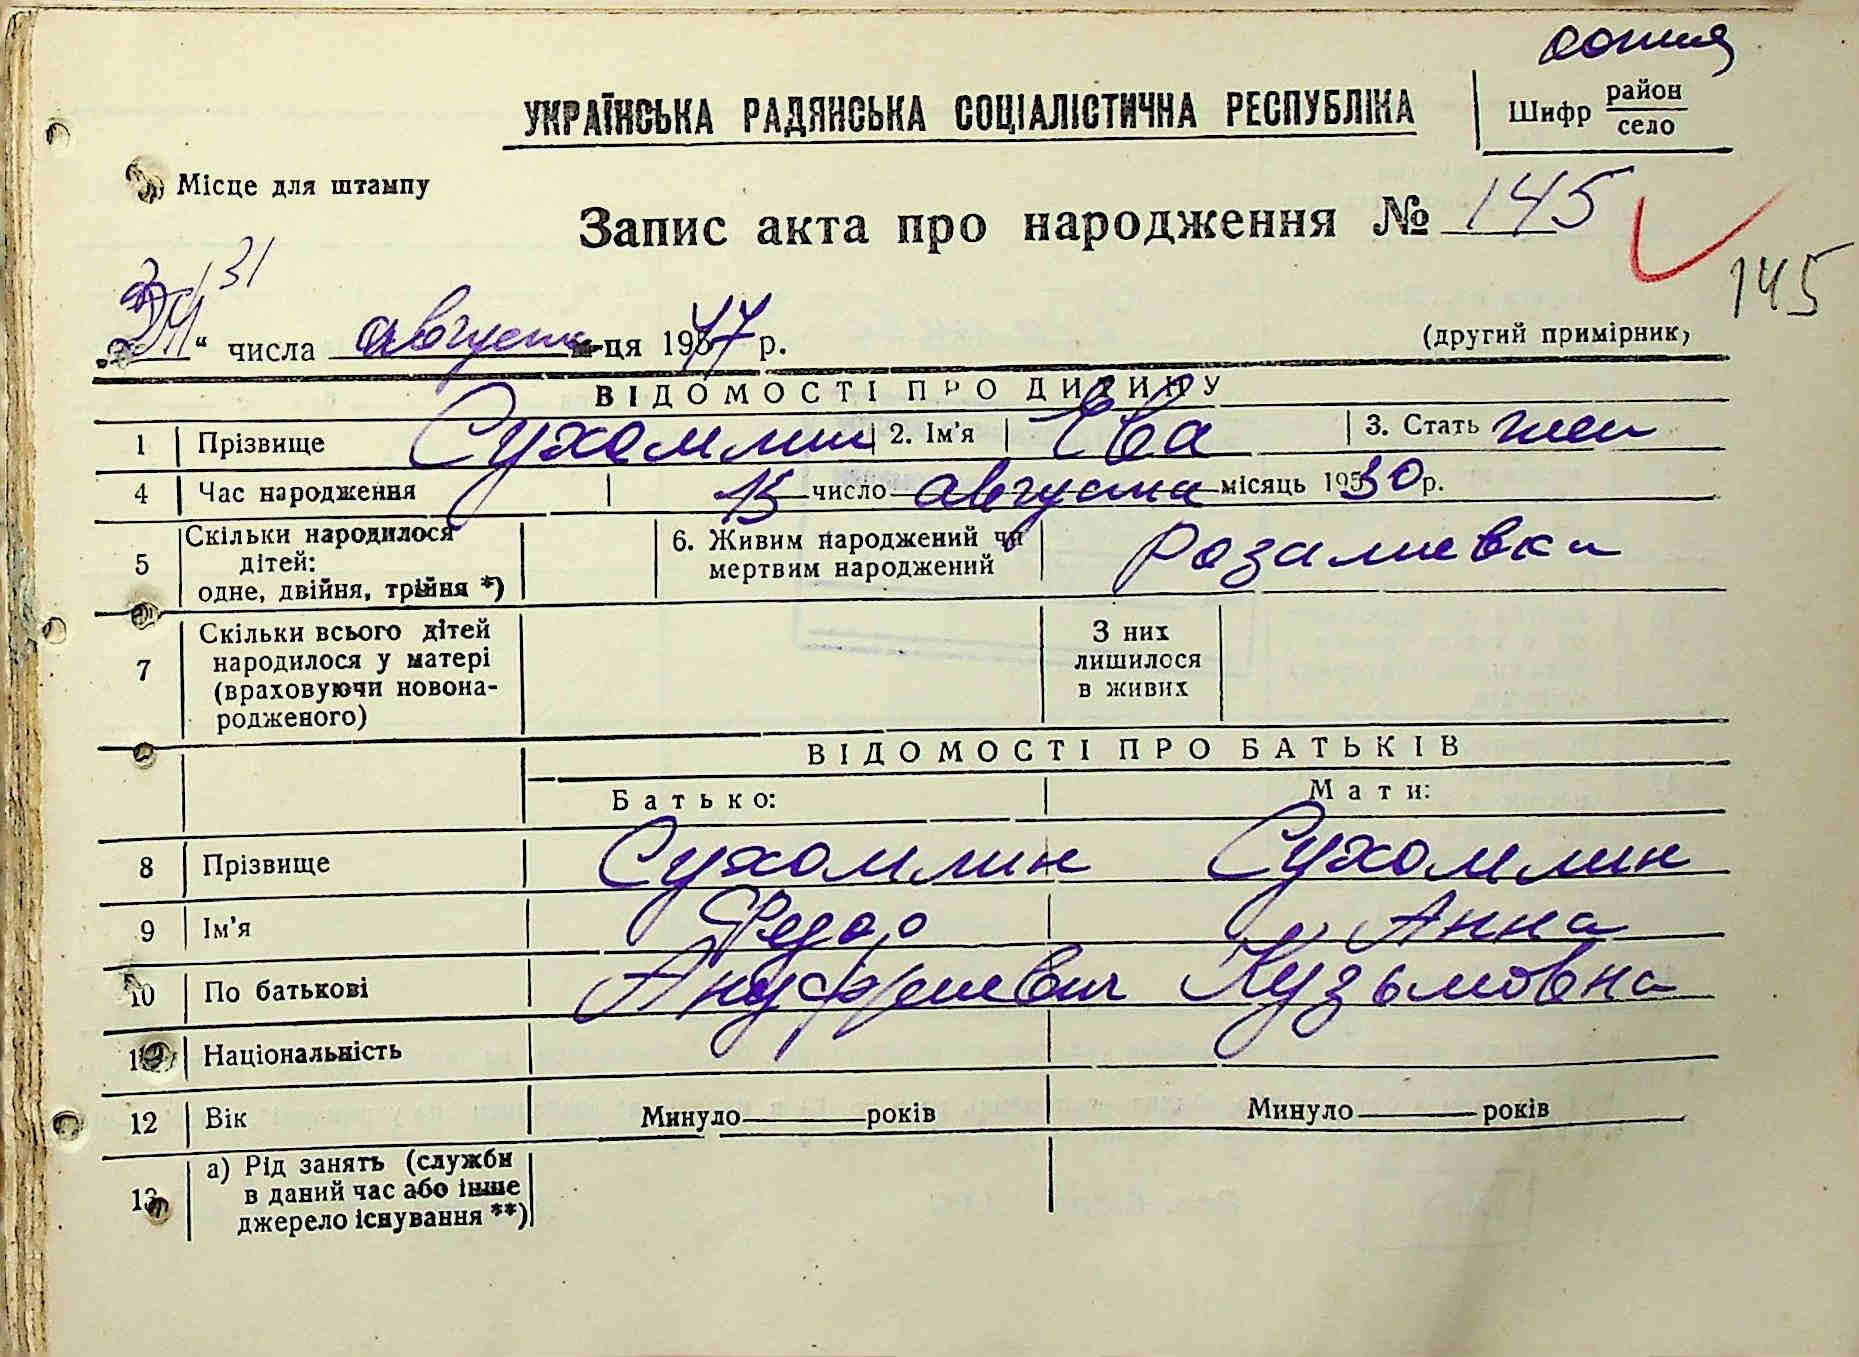 копия
УКРАЇНСЬКА РАДЯНСЬКА СОЦІАЛІСТИЧНА РЕСПУБЛІКА
Шифр район
село
Місце для штампу
Запис акта про народження № 145
145
31
" числа августа м-ця 1947 р.
(другий примірник)
ВІДОМОСТІ ПРО ДИТИНУ
1 Прізвище Сухомлин 2. Ім'я Ева 3. Стать жен
4 Час народження 15 число августа місяць 1930 р.
5 Скільки народилося дітей: одне, двійня, трійня *)
6. Живим народжений чи мертвим народжений Розалиевка
7 Скільки всього дітей народилося у матері (враховуючи новона-родженого)
З них лишилося в живих
ВІДОМОСТІ ПРО БАТЬКІВ
Батько: Мати:
8 Прізвище Сухомлин Сухомлин
9 Ім'я Федор Анна
10 По батькові Ануфриевич Кузьмовна
Національність
12 Вік Минуло років Минуло років
13 а) Рід занять (служби в даний час або інше джерело існування **)